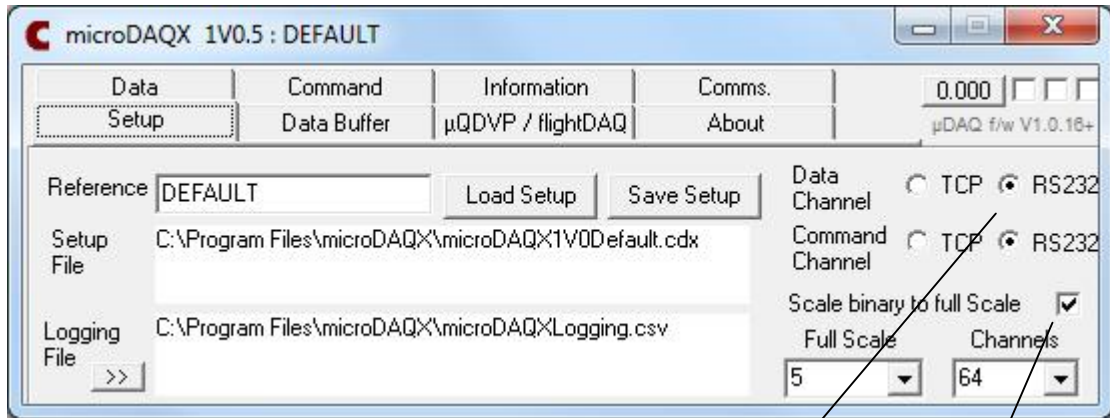 microDAQX 1V0.5 : DEFAULT
Data Command Information Comms.
0.000
Setup Data Buffer µQDVP / flightDAQ About
µDAQ f/w V1.0.16+
Reference DEFAULT Load Setup Save Setup
Data Channel TCP RS232
Setup File C:\Program Files\microDAQX\microDAQX1V0Default.cdx
Command Channel TCP RS232
Scale binary to full Scale
Logging File >> C:\Program Files\microDAQX\microDAQXLogging.csv
Full Scale Channels
5 64